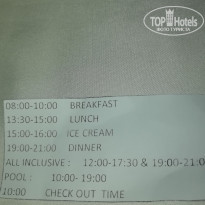 TOP Hotels
ФОТО ТУРИСТА
08:00-10:00 BREAKFAST
13:30-15:00 LUNCH
15:00-16:00 ICE CREAM
19:00-21:00 DINNER
ALL INCLUSIVE : 12:00-17:30 & 19:00-21:0
POOL : 10:00- 19:00
10:00 CHECK OUT TIME